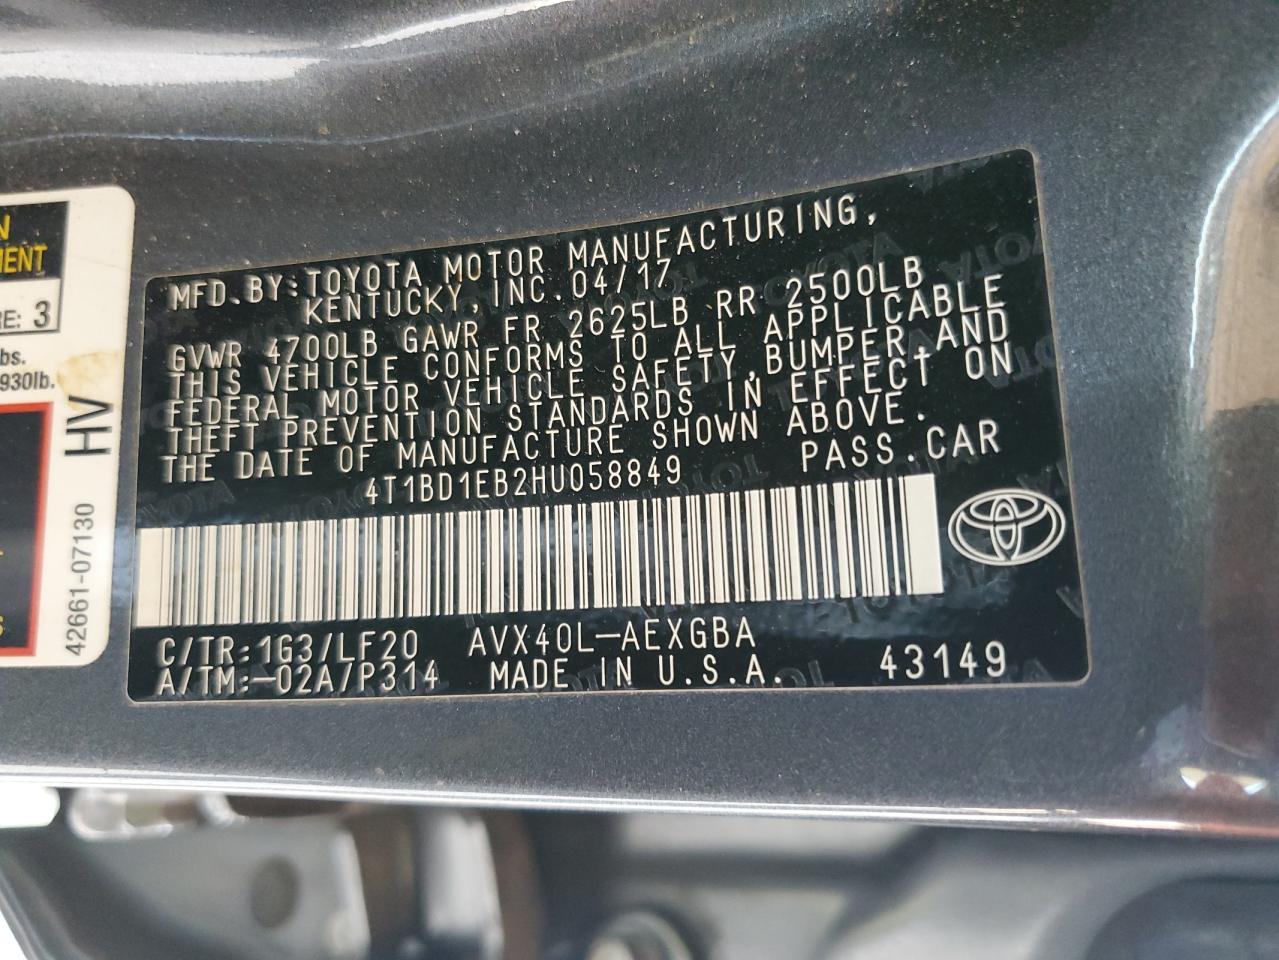 N
MENT
RE: 3
bs.
930lb.
HV
42661-07130
MFD.BY:TOYOTA MOTOR MANUFACTURING,
KENTUCKY, INC.04/17
GVWR 4700LB GAWR FR 2625LB RR 2500LB
THIS VEHICLE CONFORMS TO ALL APPLICABLE
FEDERAL MOTOR VEHICLE SAFETY,BUMPER,AND
THEFT PREVENTION STANDARDS IN EFFECT ON
THE DATE OF MANUFACTURE SHOWN ABOVE.
4T1BD1EB2HU058849 PASS.CAR
C/TR:1G3/LF20 AVX40L-AEXGBA
A/TM:-02A/P314 MADE IN U.S.A. 43149